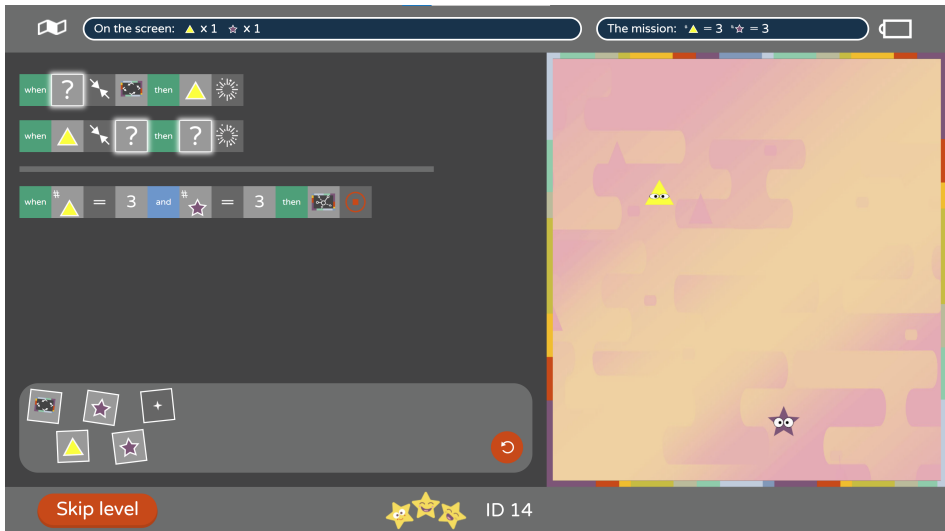 On the screen: x 1 x 1
The mission: # = 3 # = 3
when ? then
when ? then ?
when # = 3 and # = 3 then
Skip level
ID 14